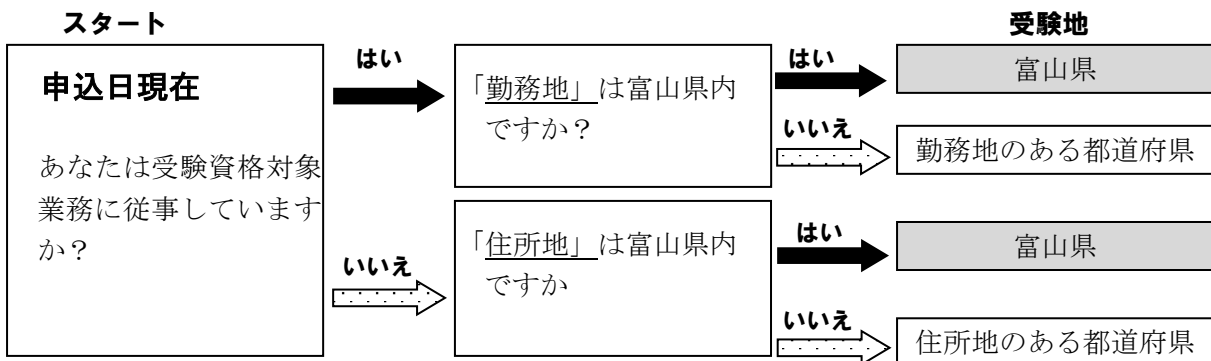 スタート
受験地
申込日現在
あなたは受験資格対象
業務に従事しています
か？
はい
「勤務地」は富山県内
ですか？
はい
富山県
いいえ
勤務地のある都道府県
いいえ
「住所地」は富山県内
ですか
はい
富山県
いいえ
住所地のある都道府県